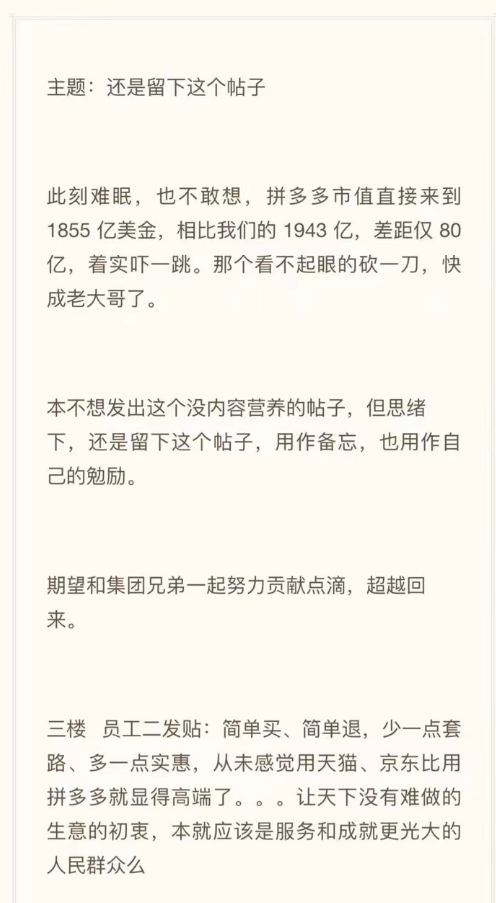 主题：还是留下这个帖子
此刻难眠，也不敢想，拼多多市值直接来到
1855 亿美金，相比我们的 1943 亿，差距仅 80
亿，着实吓一跳。那个看不起眼的砍一刀，快
成老大哥了。
本不想发出这个没内容营养的帖子，但思绪
下，还是留下这个帖子，用作备忘，也用作自
己的勉励。
期望和集团兄弟一起努力贡献点滴，超越回
来。
三楼 员工二发贴：简单买、简单退，少一点套
路、多一点实惠，从未感觉用天猫、京东比用
拼多多就显得高端了。。。让天下没有难做的
生意的初衷，本就应该是服务和成就更光大的
人民群众么